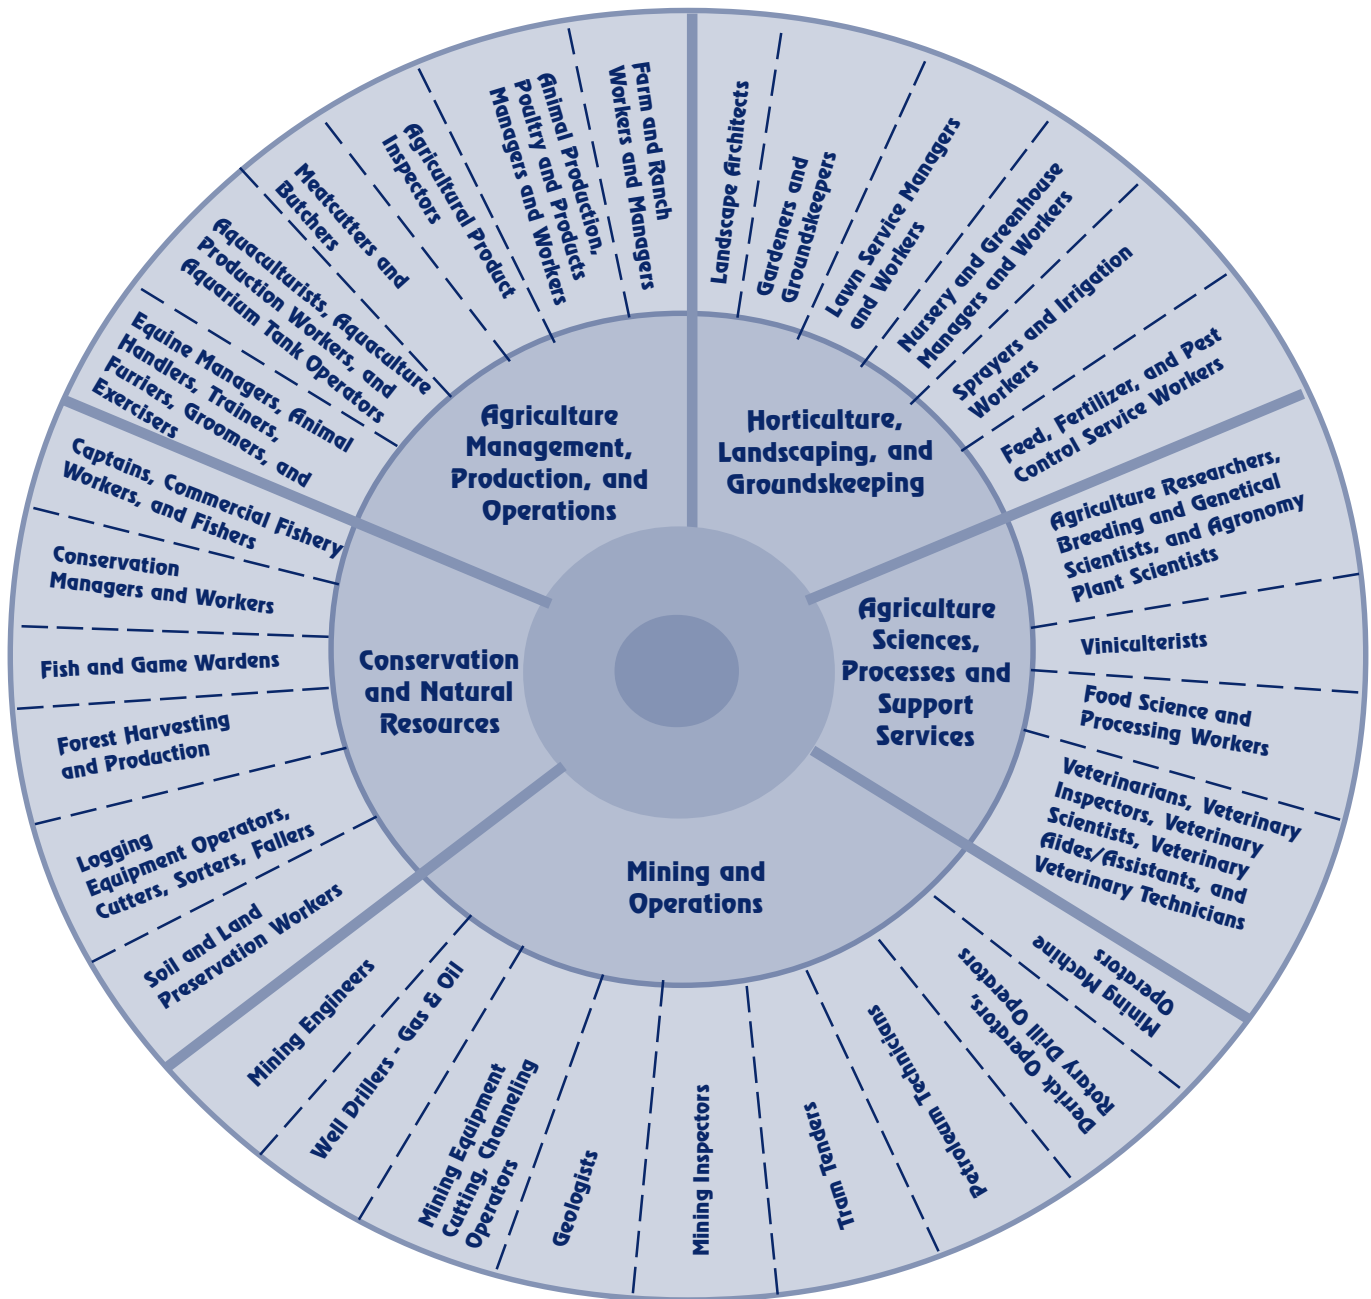 Farm and Ranch
Workers and Managers
Animal Production,
Poultry and Products
Managers and Workers
Agricultural Product
Inspectors
Meatcutters and
Butchers
Aquaculturists, Aquaculture
Production Workers, and
Aquarium Tank Operators
Equine Managers, Animal
Handlers, Trainers,
Furriers, Groomers, and
Exercisers
Agriculture
Management,
Production, and
Operations
Landscape Architects
Gardeners and
Groundskeepers
Lawn Service Managers
and Workers
Nursery and Greenhouse
Managers and Workers
Sprayers and Irrigation
Workers
Feed, Fertilizer, and Pest
Control Service Workers
Horticulture,
Landscaping, and
Groundskeeping
Agriculture Researchers,
Breeding and Genetical
Scientists, and Agronomy
Plant Scientists
Viniculterists
Food Science and
Processing Workers
Veterinarians, Veterinary
Inspectors, Veterinary
Scientists, Veterinary
Aides/Assistants, and
Veterinary Technicians
Agriculture
Sciences,
Processes and
Support
Services
Captains, Commercial Fishery
Workers, and Fishers
Conservation
Managers and Workers
Fish and Game Wardens
Forest Harvesting
and Production
Logging
Equipment Operators,
Cutters, Sorters, Fallers
Soil and Land
Preservation Workers
Conservation
and Natural
Resources
Mining and
Operations
Mining Engineers
Well Drillers - Gas & Oil
Mining Equipment
Cutting, Channeling
Operators
Geologists
Mining Inspectors
Tram Tenders
Petroleum Technicians
Derrick Operators,
Rotary Drill Operators
Mining Machine
Operators